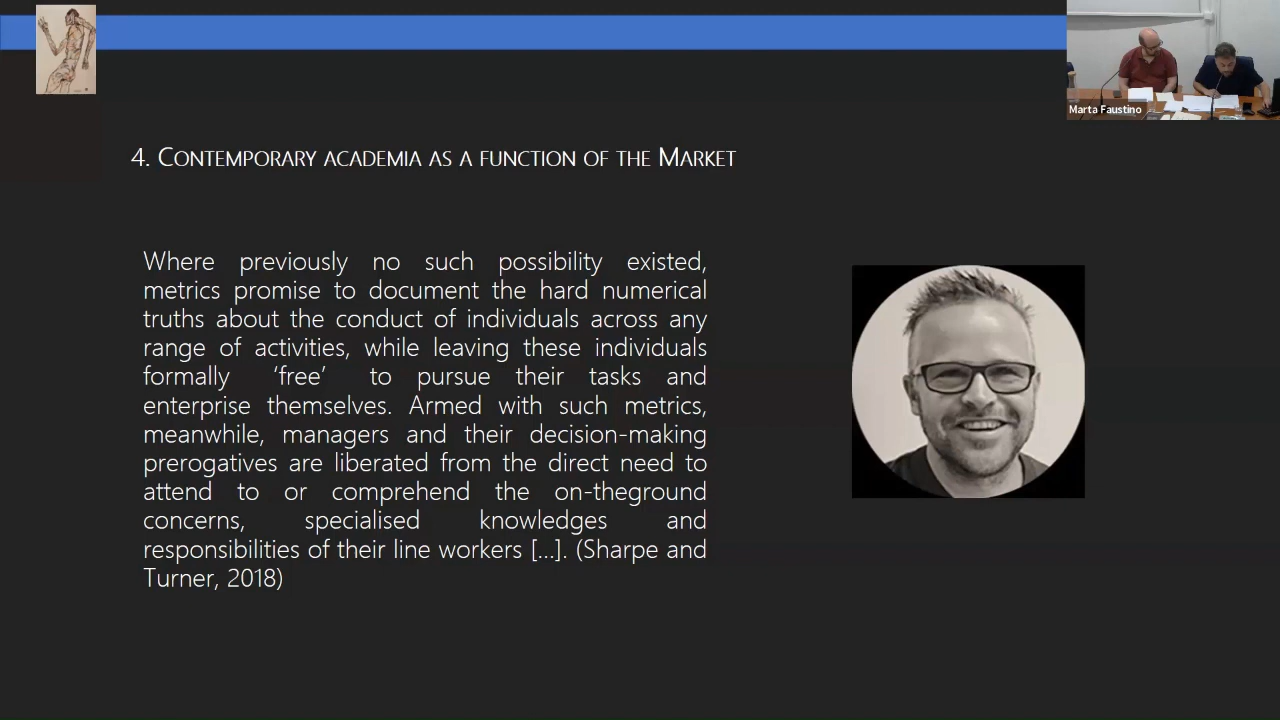 Marta Faustino
4. Contemporary academia as a function of the Market
Where previously no such possibility existed,
metrics promise to document the hard numerical
truths about the conduct of individuals across any
range of activities, while leaving these individuals
formally ‘free’ to pursue their tasks and
enterprise themselves. Armed with such metrics,
meanwhile, managers and their decision-making
prerogatives are liberated from the direct need to
attend to or comprehend the on-theground
concerns, specialised knowledges and
responsibilities of their line workers [...]. (Sharpe and
Turner, 2018)